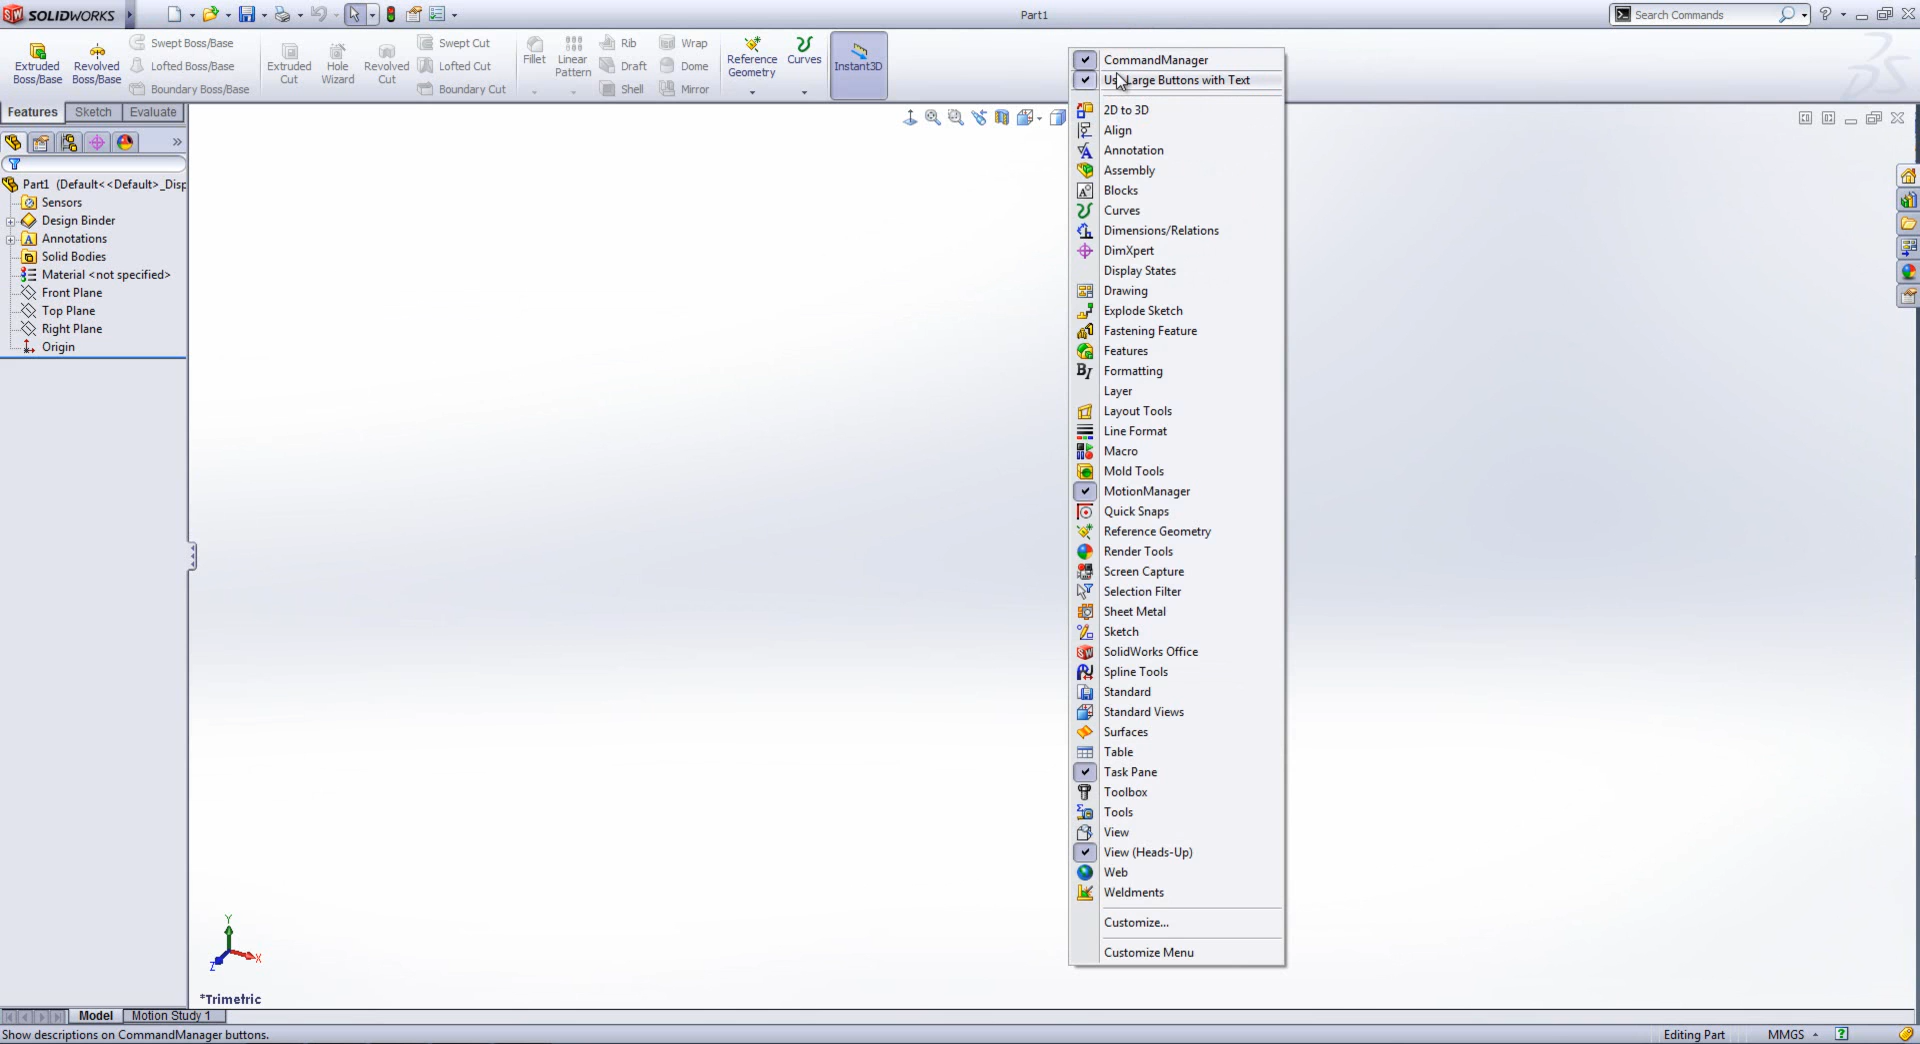 SOLIDWORKS
Part1
Search Commands
Extruded Boss/Base
Revolved Boss/Base
Swept Boss/Base
Lofted Boss/Base
Boundary Boss/Base
Extruded Cut
Hole Wizard
Revolved Cut
Swept Cut
Lofted Cut
Boundary Cut
Fillet
Linear Pattern
Rib
Draft
Shell
Wrap
Dome
Mirror
Reference Geometry
Curves
Instant3D
Features
Sketch
Evaluate
Part1 (Default<<Default>_Disp
Sensors
Design Binder
Annotations
Solid Bodies
Material <not specified>
Front Plane
Top Plane
Right Plane
Origin
CommandManager
Use Large Buttons with Text
2D to 3D
Align
Annotation
Assembly
Blocks
Curves
Dimensions/Relations
DimXpert
Display States
Drawing
Explode Sketch
Fastening Feature
Features
Formatting
Layer
Layout Tools
Line Format
Macro
Mold Tools
MotionManager
Quick Snaps
Reference Geometry
Render Tools
Screen Capture
Selection Filter
Sheet Metal
Sketch
SolidWorks Office
Spline Tools
Standard
Standard Views
Surfaces
Table
Task Pane
Toolbox
Tools
View
View (Heads-Up)
Web
Weldments
Customize...
Customize Menu
Y
X
Z
*Trimetric
Model
Motion Study 1
Show descriptions on CommandManager buttons.
Editing Part
MMGS